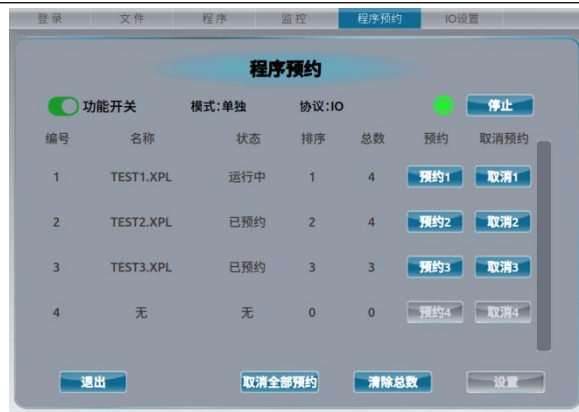 登录 文件 程序 监控 程序预约 IO设置
程序预约
功能开关 模式:单独 协议:IO 停止
编号 名称 状态 排序 总数 预约 取消预约
1 TEST1.XPL 运行中 1 4 预约1 取消1
2 TEST2.XPL 已预约 2 4 预约2 取消2
3 TEST3.XPL 已预约 3 3 预约3 取消3
4 无 无 0 0 预约4 取消4
退出 取消全部预约 清除总数 设置